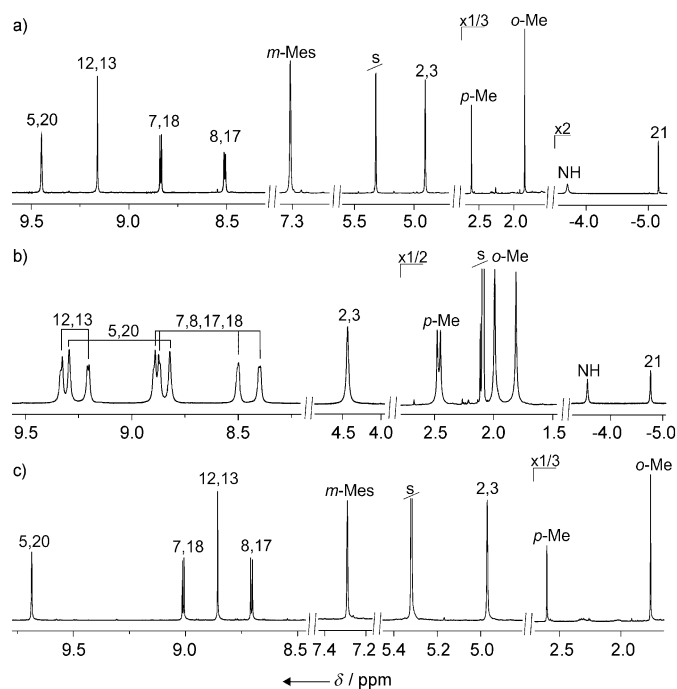 a)
x1/3
o-Me
12,13
m-Mes
s
2,3
5,20
7,18
8,17
p-Me
x2
NH
21
9.5 9.0 8.5 7.3 5.5 5.0 2.5 2.0 -4.0 -5.0
b)
x1/2
s o-Me
12,13
5,20
7,8,17,18
2,3
p-Me
NH
21
9.5 9.0 8.5 4.5 4.0 2.5 2.0 1.5 -4.0 -5.0
c)
x1/3
o-Me
12,13
m-Mes
s
2,3
5,20
7,18
8,17
p-Me
9.5 9.0 8.5 7.4 7.2 5.4 5.2 5.0 2.5 2.0
δ / ppm